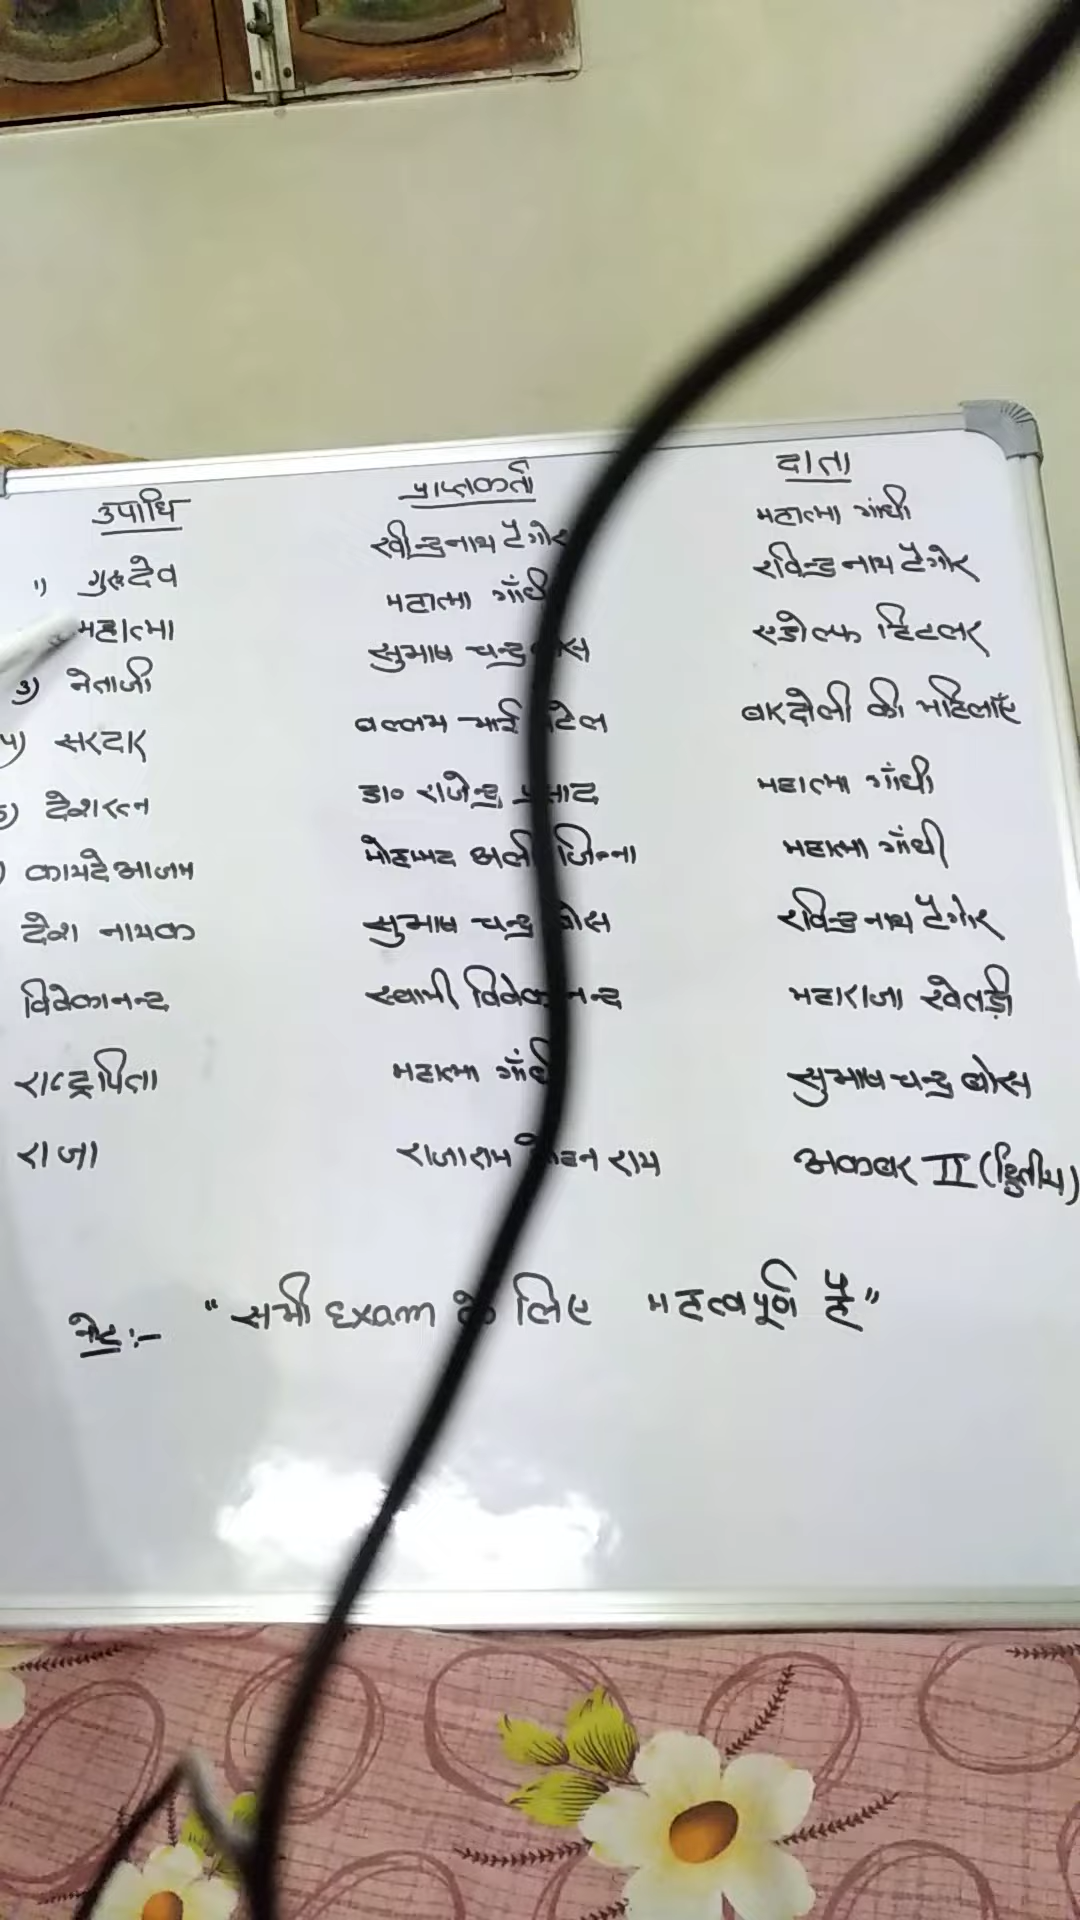 उपाधि प्राप्तकर्ता दाता
1) गुरुदेव रवीन्द्रनाथ टैगोर महात्मा गांधी
महात्मा महात्मा गाँधी रविन्द्र नाथ टैगोर
3) नेताजी सुभाष चन्द्र बोस एडोल्फ हिटलर
4) सरदार वल्लभ भाई पटेल बारदोली की महिलाएँ
5) देशरत्न डा० राजेन्द्र प्रसाद महात्मा गाँधी
) कायदे आजम मोहम्मद अली जिन्ना महात्मा गाँधी
देश नायक सुभाष चन्द्र बोस रविन्द्र नाथ टैगोर
विवेकानन्द स्वामी विवेकानन्द महाराजा खेतड़ी
राष्ट्रपिता महात्मा गाँधी सुभाष चन्द्र बोस
राजा राजाराम मोहन राय अकबर II (द्वितीय)
नोट :- "सभी Exam के लिए महत्वपूर्ण है"